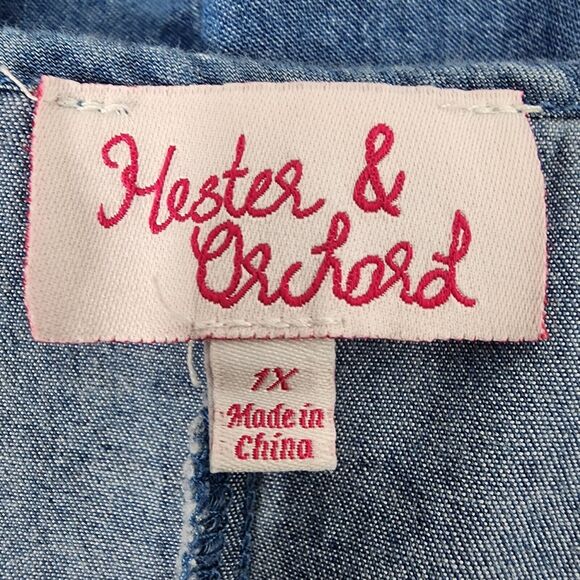 Hester &
Orchard
1X
Made in
China